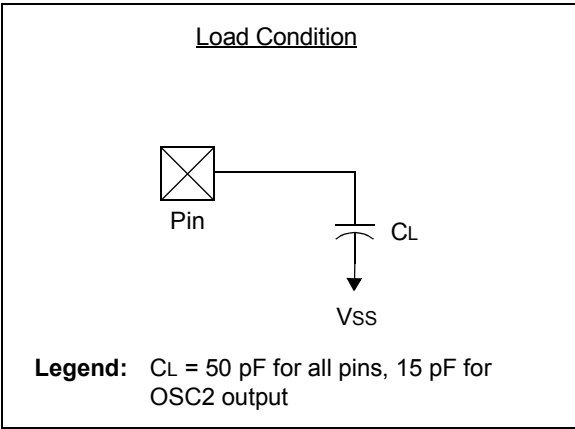 Load Condition
Pin
CL
VSS
Legend: CL = 50 pF for all pins, 15 pF for
OSC2 output